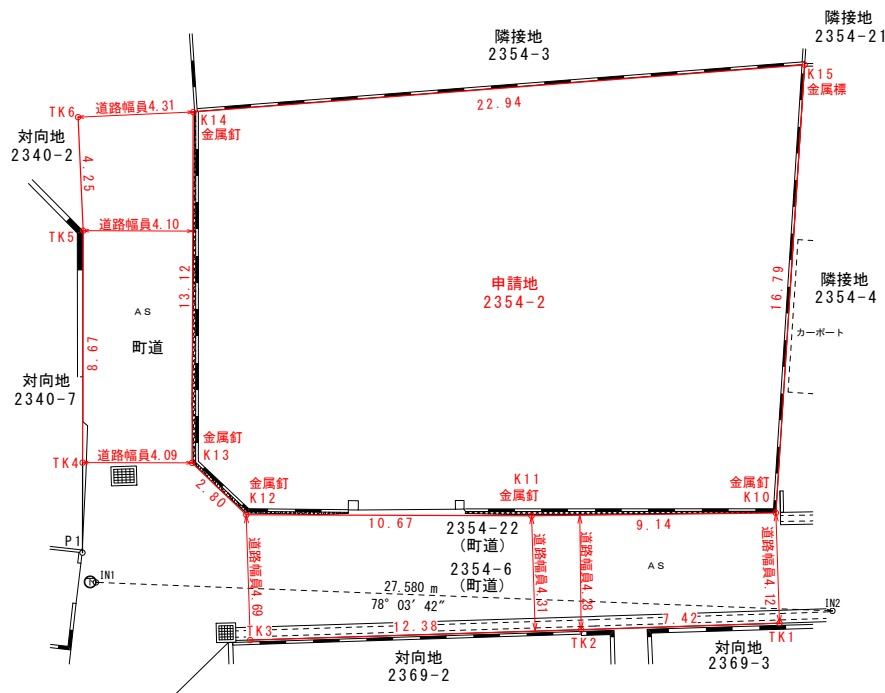 隣接地
2354-21
隣接地
2354-3
K15
金属標
TK6
道路幅員4.31
22.94
K14
金属釘
対向地
2340-2
4.25
道路幅員4.10
TK5
13.12
申請地
2354-2
16.79
隣接地
2354-4
AS
カーポート
町道
8.67
対向地
2340-7
金属釘
K13
TK4
道路幅員4.09
2.80
金属釘
K12
K11
金属釘
金属釘
K10
10.67
2354-22
(町道)
9.14
P1
道路幅員4.69
2354-6
(町道)
道路幅員4.31
道路幅員4.28
AS
道路幅員4.12
IN1
27.580 m
78° 03′ 42″
IN2
TK3
12.38
TK2
7.42
TK1
対向地
2369-2
対向地
2369-3